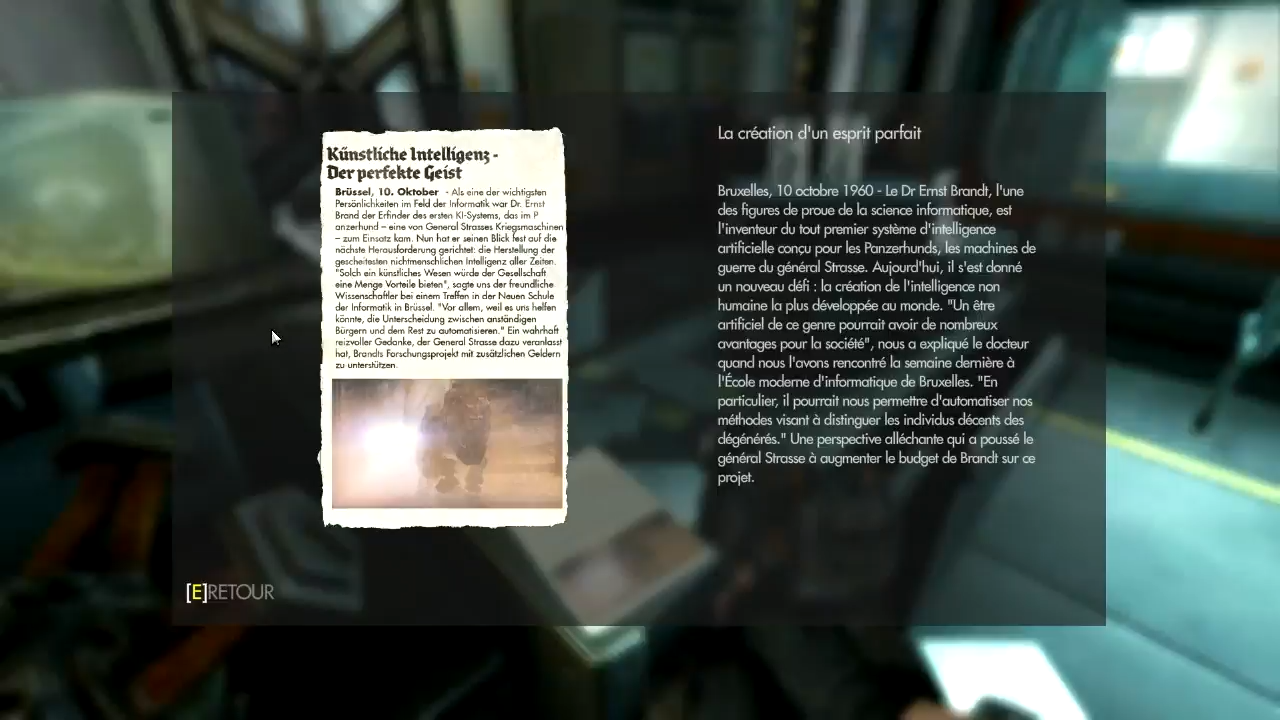 Künstliche Intelligenz -
Der perfekte Geist
Brüssel, 10. Oktober - Als eine der wichtigsten
Persönlichkeiten im Feld der Informatik war Dr. Ernst
Brand der Erfinder des ersten KI-Systems, das im P
anzerhund – eine von General Strasses Kriegsmaschinen
– zum Einsatz kam. Nun hat er seinen Blick fest auf die
nächste Herausforderung gerichtet: die Herstellung der
gescheitesten nichtmenschlichen Intelligenz aller Zeiten.
"Solch ein künstliches Wesen würde der Gesellschaft
eine Menge Vorteile bieten", sagte uns der freundliche
Wissenschaftler bei einem Treffen in der Neuen Schule
der Informatik in Brüssel. "Vor allem, weil es uns helfen
könnte, die Unterscheidung zwischen anständigen
Bürgern und dem Rest zu automatisieren." Ein wahrhaft
reizvoller Gedanke, der General Strasse dazu veranlasst
hat, Brandts Forschungsprojekt mit zusätzlichen Geldern
zu unterstützen.
La création d'un esprit parfait
Bruxelles, 10 octobre 1960 - Le Dr Ernst Brandt, l'une
des figures de proue de la science informatique, est
l'inventeur du tout premier système d'intelligence
artificielle conçu pour les Panzerhunds, les machines de
guerre du général Strasse. Aujourd'hui, il s'est donné
un nouveau défi : la création de l'intelligence non
humaine la plus développée au monde. "Un être
artificiel de ce genre pourrait avoir de nombreux
avantages pour la société", nous a expliqué le docteur
quand nous l'avons rencontré la semaine dernière à
l'École moderne d'informatique de Bruxelles. "En
particulier, il pourrait nous permettre d'automatiser nos
méthodes visant à distinguer les individus décents des
dégénérés." Une perspective alléchante qui a poussé le
général Strasse à augmenter le budget de Brandt sur ce
projet.
[E]RETOUR